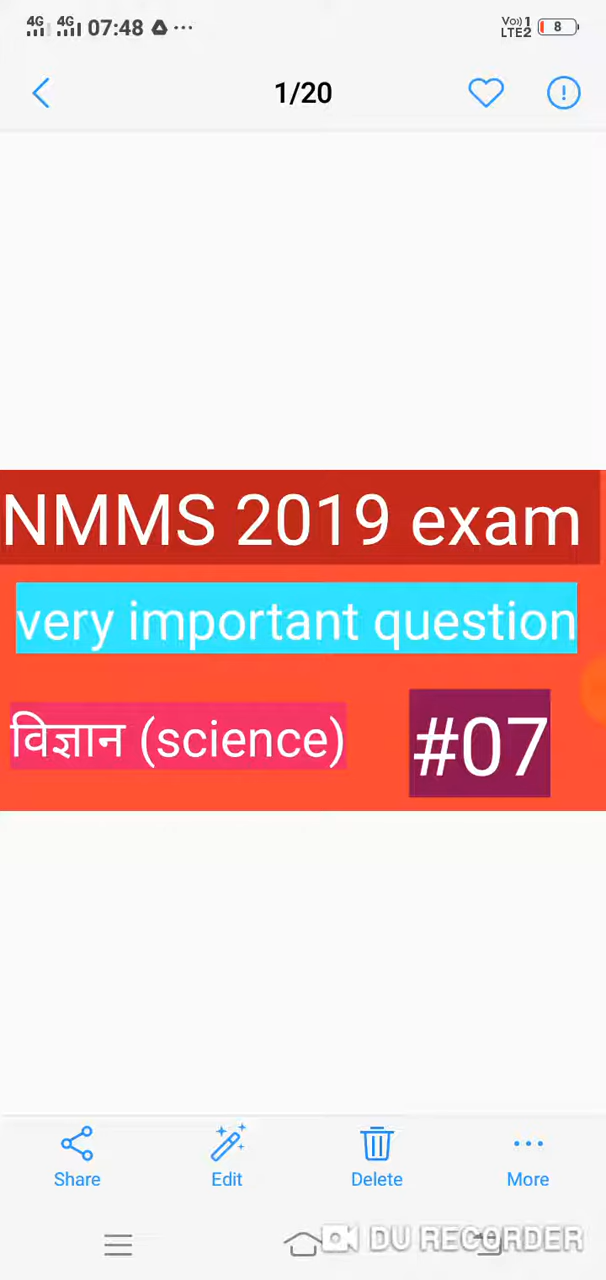 4G 4G 07:48 ... Vo) 1 LTE2 8
1/20
NMMS 2019 exam
very important question
विज्ञान (science) #07
Share Edit Delete More
DU RECORDER